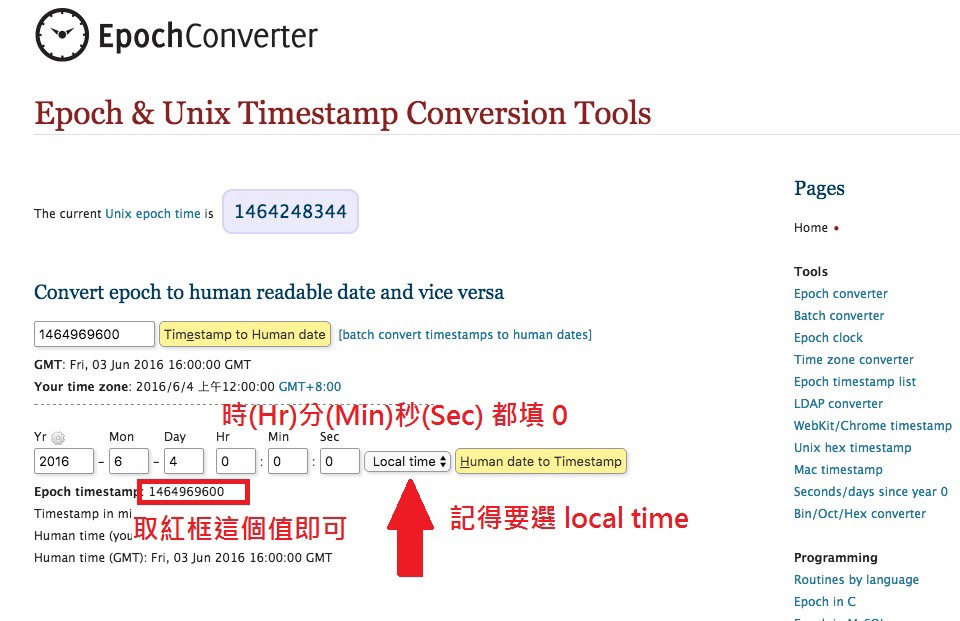 EpochConverter
Epoch & Unix Timestamp Conversion Tools
The current Unix epoch time is 1464248344
Convert epoch to human readable date and vice versa
1464969600 Timestamp to Human date [batch convert timestamps to human dates]
GMT: Fri, 03 Jun 2016 16:00:00 GMT
Your time zone: 2016/6/4 上午12:00:00 GMT+8:00
時(Hr)分(Min)秒(Sec) 都填 0
Yr Mon Day Hr Min Sec
2016 - 6 - 4 0 : 0 : 0 Local time Human date to Timestamp
Epoch timestamp: 1464969600
Timestamp in mi
取紅框這個值即可
記得要選 local time
Human time (you
Human time (GMT): Fri, 03 Jun 2016 16:00:00 GMT
Pages
Home •
Tools
Epoch converter
Batch converter
Epoch clock
Time zone converter
Epoch timestamp list
LDAP converter
WebKit/Chrome timestamp
Unix hex timestamp
Mac timestamp
Seconds/days since year 0
Bin/Oct/Hex converter
Programming
Routines by language
Epoch in C